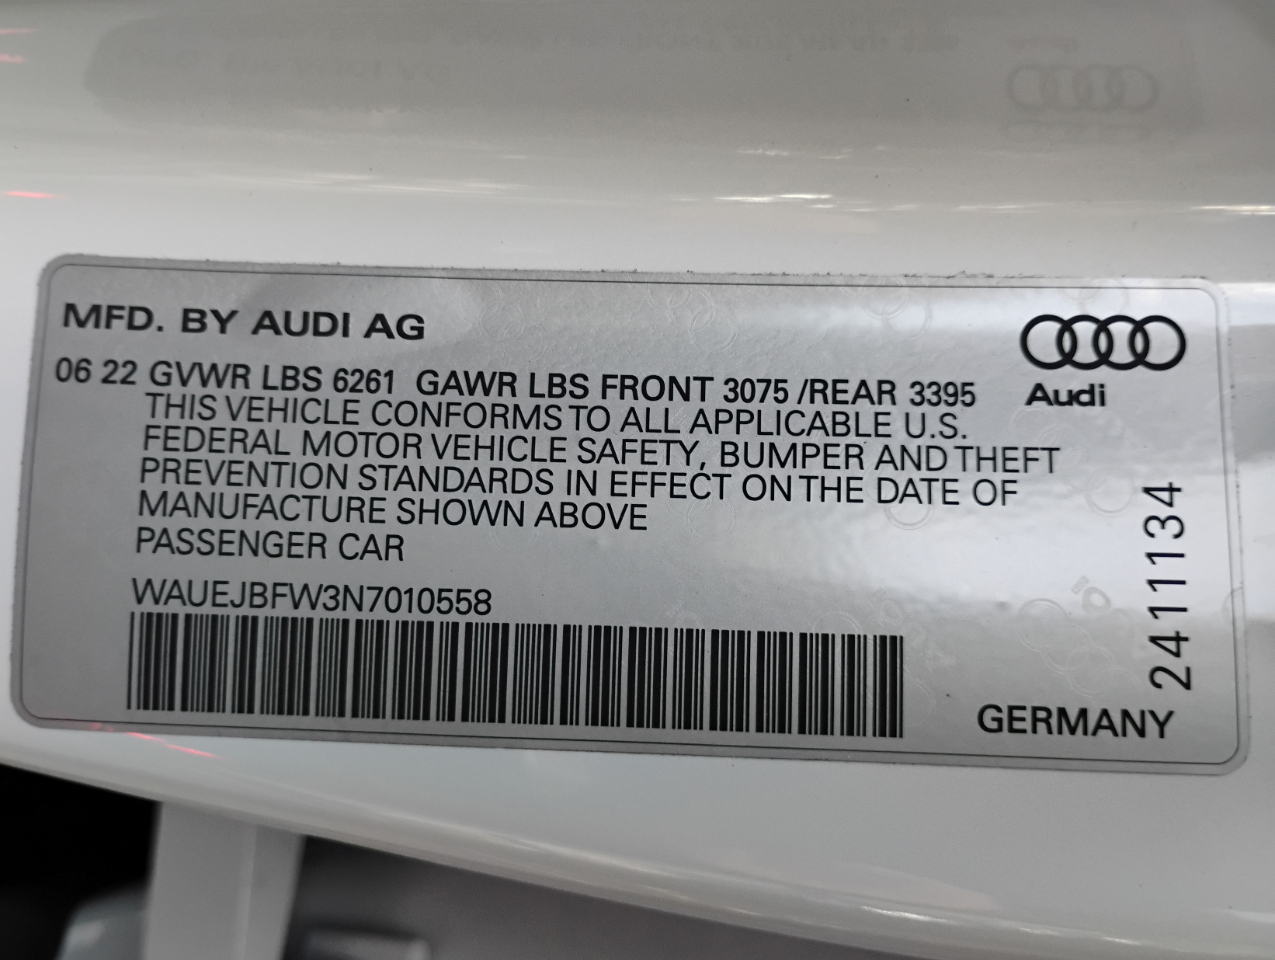 MFD. BY AUDI AG
06 22 GVWR LBS 6261 GAWR LBS FRONT 3075 /REAR 3395
THIS VEHICLE CONFORMS TO ALL APPLICABLE U.S.
FEDERAL MOTOR VEHICLE SAFETY, BUMPER AND THEFT
PREVENTION STANDARDS IN EFFECT ON THE DATE OF
MANUFACTURE SHOWN ABOVE
PASSENGER CAR
WAUEJBFW3N7010558
Audi
2411134
GERMANY